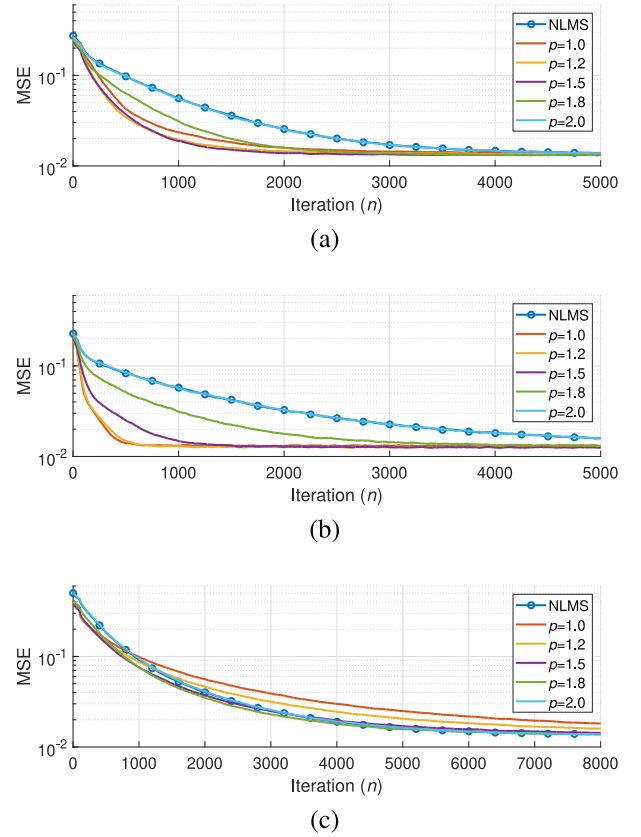 MSE
10^-1
10^-2
0
1000
2000
3000
4000
5000
Iteration (n)
NLMS
p=1.0
p=1.2
p=1.5
p=1.8
p=2.0
(a)
MSE
10^-1
10^-2
0
1000
2000
3000
4000
5000
Iteration (n)
NLMS
p=1.0
p=1.2
p=1.5
p=1.8
p=2.0
(b)
MSE
10^-1
10^-2
0
1000
2000
3000
4000
5000
6000
7000
8000
Iteration (n)
NLMS
p=1.0
p=1.2
p=1.5
p=1.8
p=2.0
(c)